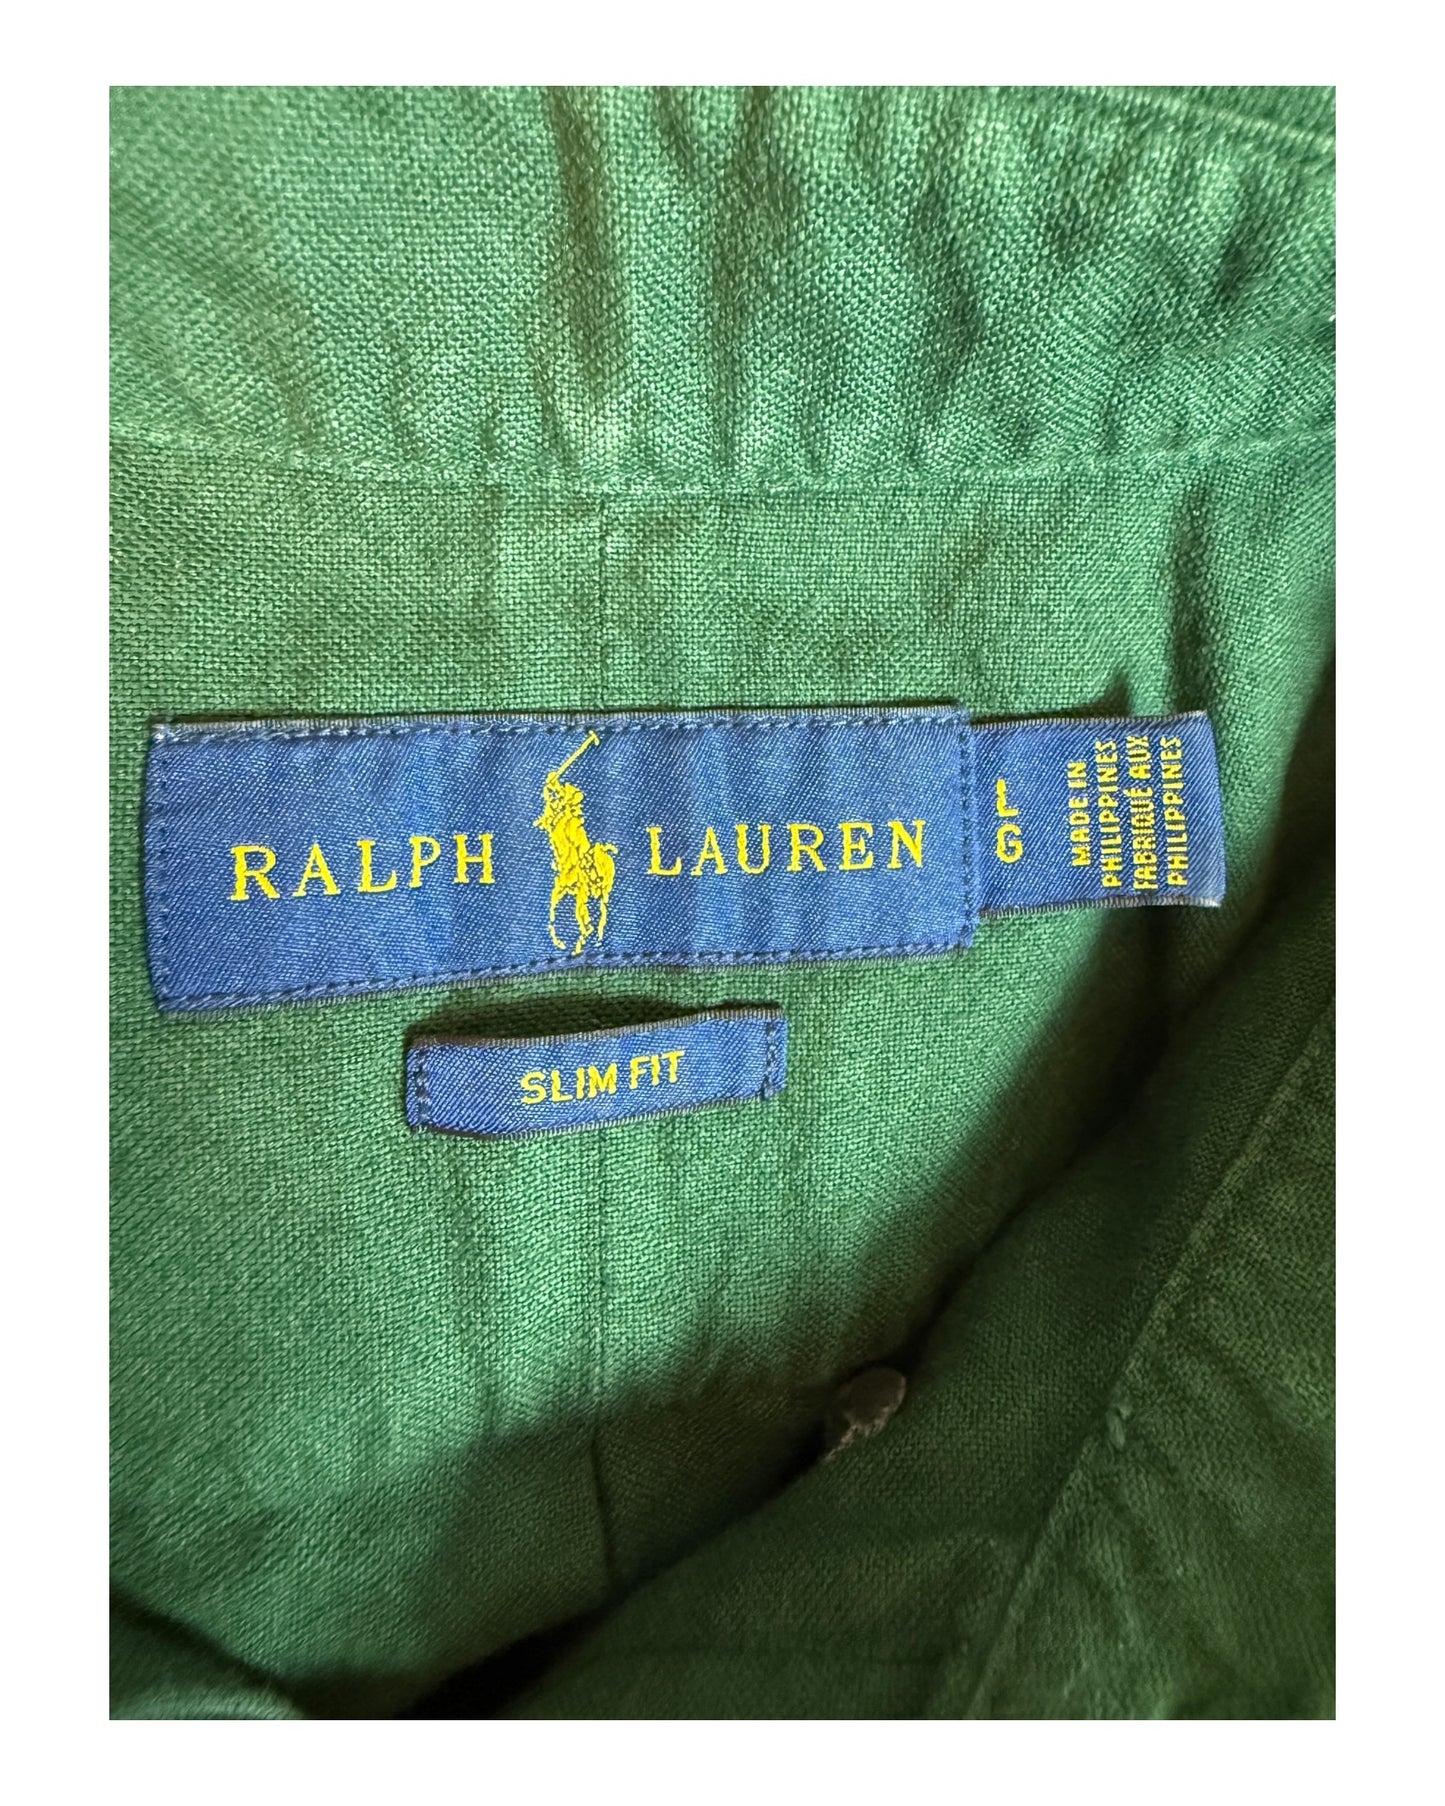 RALPH LAUREN
L
G
MADE IN
PHILIPPINES
FABRIQUÉ AUX
PHILIPPINES
SLIM FIT